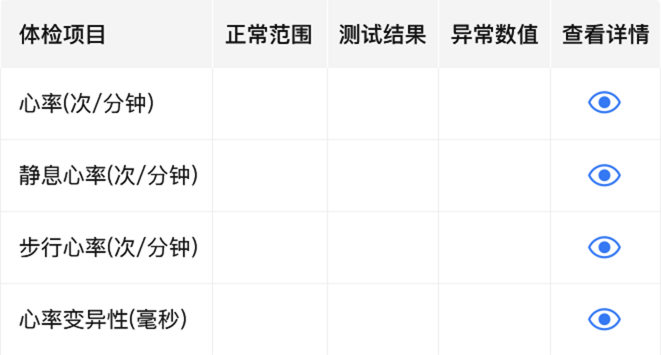 体检项目 正常范围 测试结果 异常数值 查看详情
心率(次/分钟)
静息心率(次/分钟)
步行心率(次/分钟)
心率变异性(毫秒)